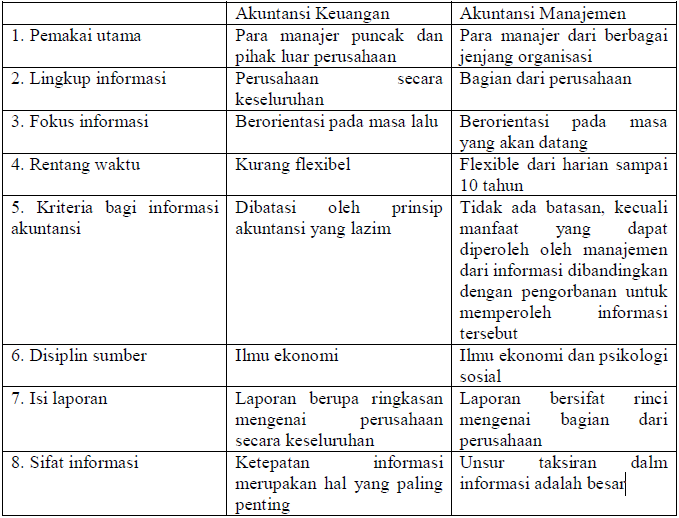 Akuntansi Keuangan
Akuntansi Manajemen
1. Pemakai utama
Para manajer puncak dan
pihak luar perusahaan
Para manajer dari berbagai
jenjang organisasi
2. Lingkup informasi
Perusahaan secara
keseluruhan
Bagian dari perusahaan
3. Fokus informasi
Berorientasi pada masa lalu
Berorientasi pada masa
yang akan datang
4. Rentang waktu
Kurang flexibel
Flexible dari harian sampai
10 tahun
5. Kriteria bagi informasi
akuntansi
Dibatasi oleh prinsip
akuntansi yang lazim
Tidak ada batasan, kecuali
manfaat yang dapat
diperoleh oleh manajemen
dari informasi dibandingkan
dengan pengorbanan untuk
memperoleh informasi
tersebut
6. Disiplin sumber
Ilmu ekonomi
Ilmu ekonomi dan psikologi
sosial
7. Isi laporan
Laporan berupa ringkasan
mengenai perusahaan
secara keseluruhan
Laporan bersifat rinci
mengenai bagian dari
perusahaan
8. Sifat informasi
Ketepatan informasi
merupakan hal yang paling
penting
Unsur taksiran dalm
informasi adalah besar